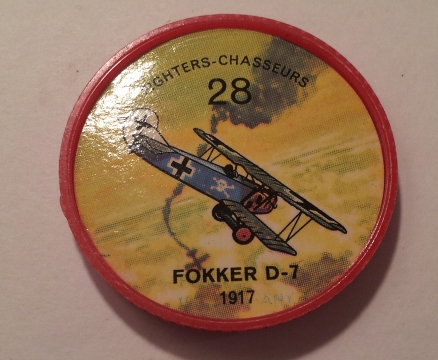 FIGHTERS-CHASSEURS
28
FOKKER D-7
1917